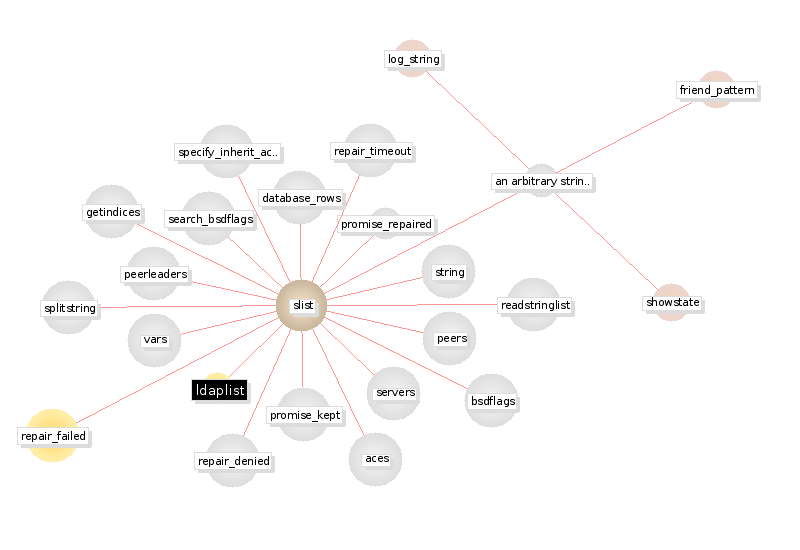 log_string
friend_pattern
specify_inherit_ac..
repair_timeout
an arbitrary strin..
database_rows
getindices
search_bsdflags
promise_repaired
peerleaders
string
splitstring
slist
readstringlist
showstate
vars
peers
ldaplist
servers
bsdflags
promise_kept
repair_failed
repair_denied
aces